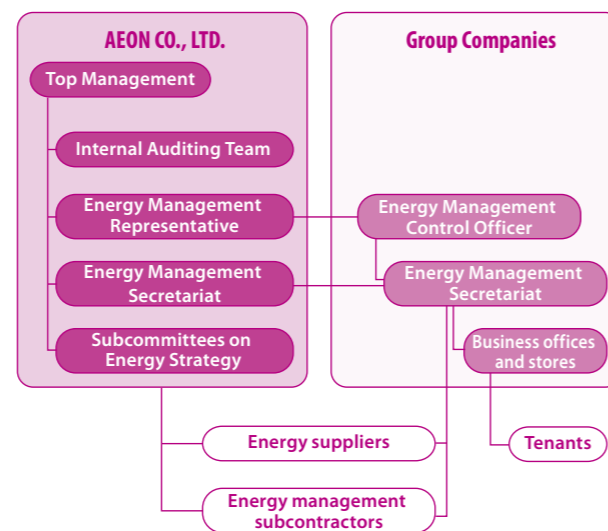 AEON CO., LTD.
Top Management
Internal Auditing Team
Energy Management
Representative
Energy Management
Secretariat
Subcommittees on
Energy Strategy
Group Companies
Energy Management
Control Officer
Energy Management
Secretariat
Business offices
and stores
Energy suppliers
Tenants
Energy management
subcontractors